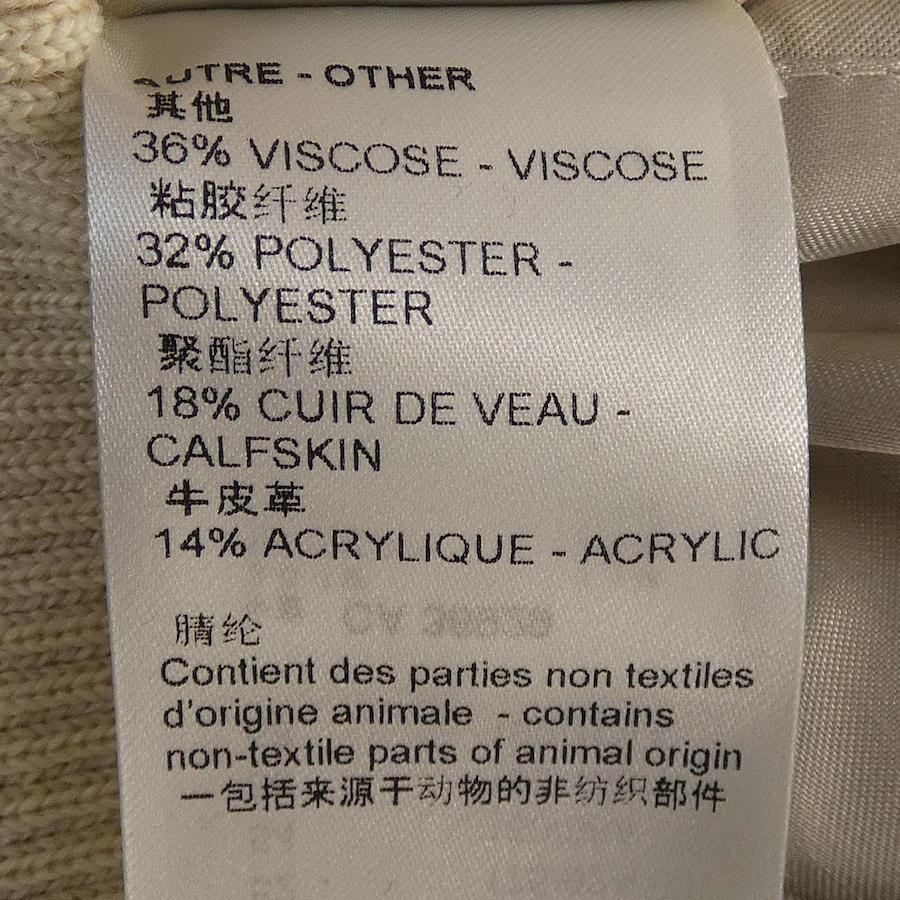 AUTRE - OTHER
其他
36% VISCOSE - VISCOSE
粘胶纤维
32% POLYESTER -
POLYESTER
聚酯纤维
18% CUIR DE VEAU -
CALFSKIN
牛皮革
14% ACRYLIQUE - ACRYLIC
腈纶
Contient des parties non textiles
d'origine animale - contains
non-textile parts of animal origin
一包括来源于动物的非纺织部件